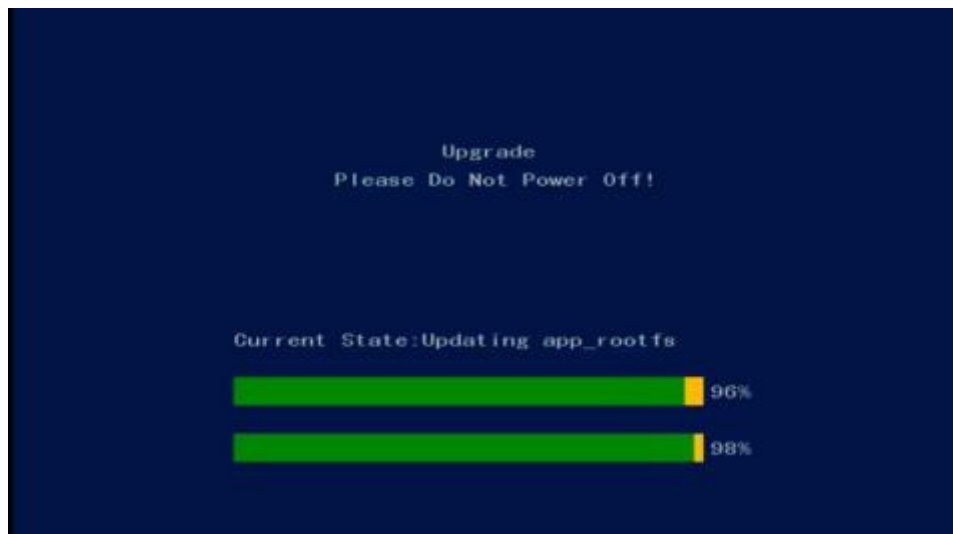 Upgrade
Please Do Not Power Off!
Current State:Updating app_rootfs
96%
98%